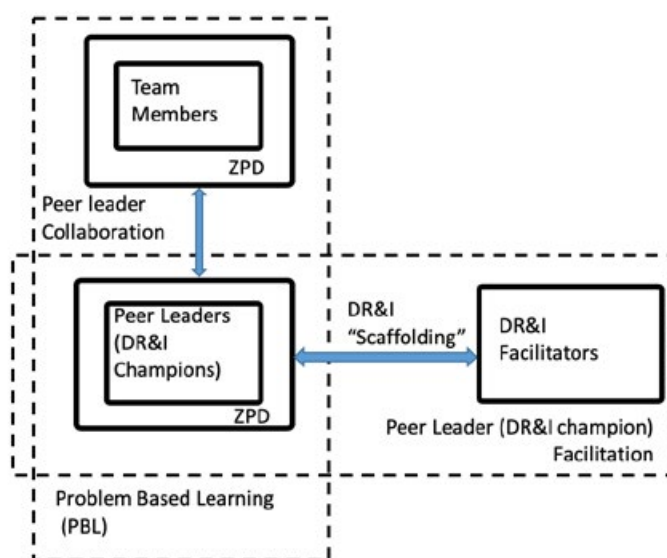 Team
Members
ZPD
Peer leader
Collaboration
Peer Leaders
(DR&I
Champions)
ZPD
DR&I
“Scaffolding”
DR&I
Facilitators
Peer Leader (DR&I champion)
Facilitation
Problem Based Learning
(PBL)